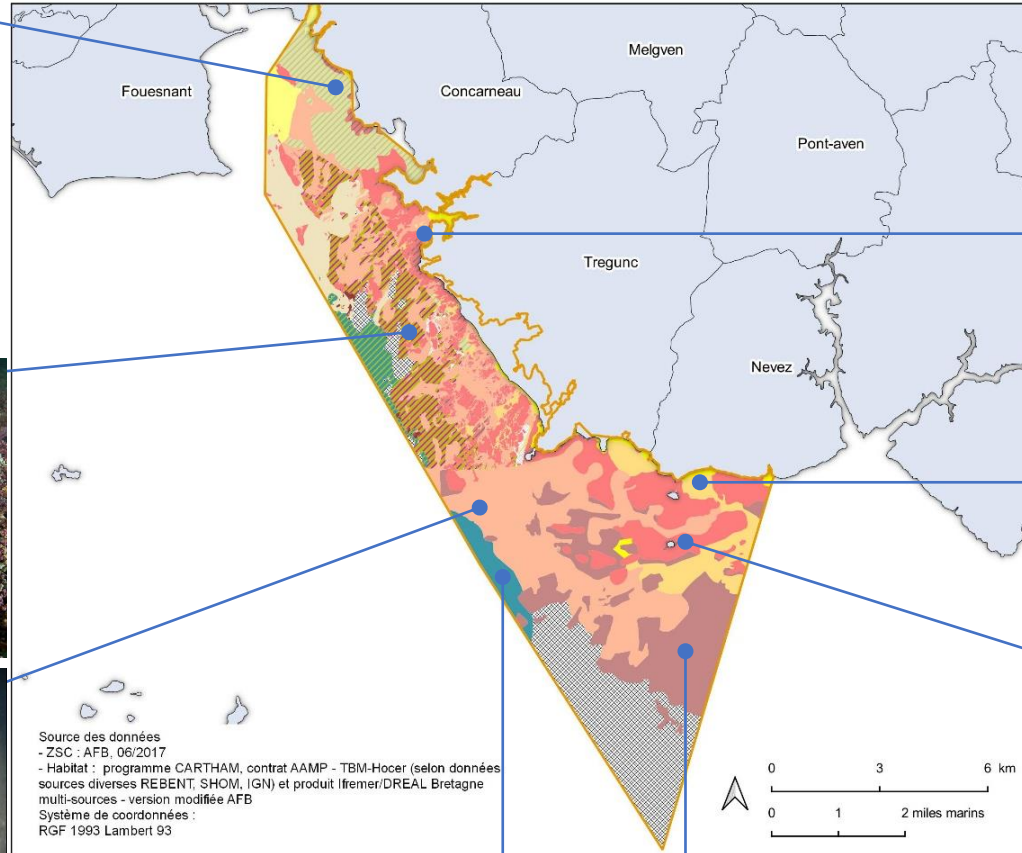 Melgven
Fouesnant
Concarneau
Pont-aven
Tregunc
Nevez
Source des données
- ZSC : AFB, 06/2017
- Habitat : programme CARTHAM, contrat AAMP - TBM-Hocer (selon données
sources diverses REBENT, SHOM, IGN) et produit Ifremer/DREAL Bretagne
multi-sources - version modifiée AFB
Système de coordonnées :
RGF 1993 Lambert 93
0 3 6 km
0 1 2 miles marins